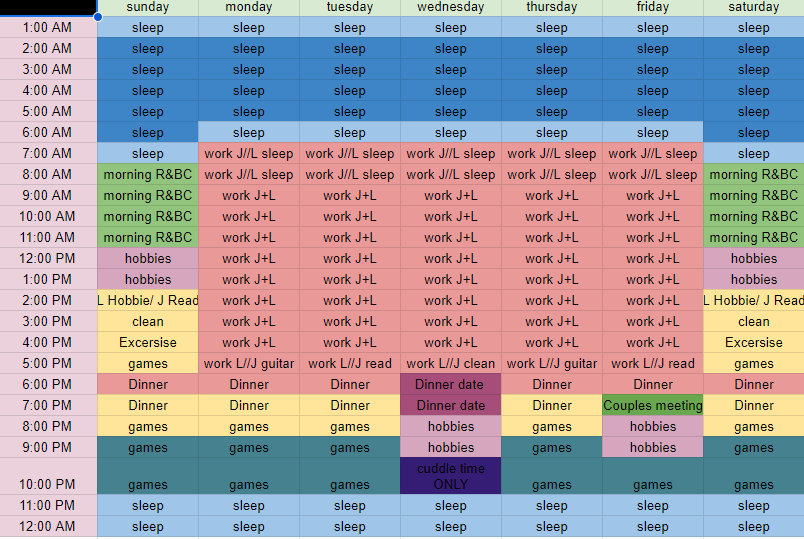 sunday monday tuesday wednesday thursday friday saturday
1:00 AM sleep sleep sleep sleep sleep sleep sleep
2:00 AM sleep sleep sleep sleep sleep sleep sleep
3:00 AM sleep sleep sleep sleep sleep sleep sleep
4:00 AM sleep sleep sleep sleep sleep sleep sleep
5:00 AM sleep sleep sleep sleep sleep sleep sleep
6:00 AM sleep sleep sleep sleep sleep sleep sleep
7:00 AM sleep work J//L sleep work J//L sleep work J//L sleep work J//L sleep work J//L sleep sleep
8:00 AM morning R&BC work J//L sleep work J//L sleep work J//L sleep work J//L sleep work J//L sleep morning R&BC
9:00 AM morning R&BC work J+L work J+L work J+L work J+L work J+L morning R&BC
10:00 AM morning R&BC work J+L work J+L work J+L work J+L work J+L morning R&BC
11:00 AM morning R&BC work J+L work J+L work J+L work J+L work J+L morning R&BC
12:00 PM hobbies work J+L work J+L work J+L work J+L work J+L hobbies
1:00 PM hobbies work J+L work J+L work J+L work J+L work J+L hobbies
2:00 PM L Hobbie/ J Read work J+L work J+L work J+L work J+L work J+L L Hobbie/ J Read
3:00 PM clean work J+L work J+L work J+L work J+L work J+L clean
4:00 PM Excersise work J+L work J+L work J+L work J+L work J+L Excersise
5:00 PM games work L//J guitar work L//J read work L//J clean work L//J guitar work L//J read games
6:00 PM Dinner Dinner Dinner Dinner date Dinner Dinner Dinner
7:00 PM Dinner Dinner Dinner Dinner date Dinner Couples meeting Dinner
8:00 PM games games games hobbies games hobbies games
9:00 PM games games games hobbies games hobbies games
cuddle time
10:00 PM games games games ONLY games games games
11:00 PM sleep sleep sleep sleep sleep sleep sleep
12:00 AM sleep sleep sleep sleep sleep sleep sleep